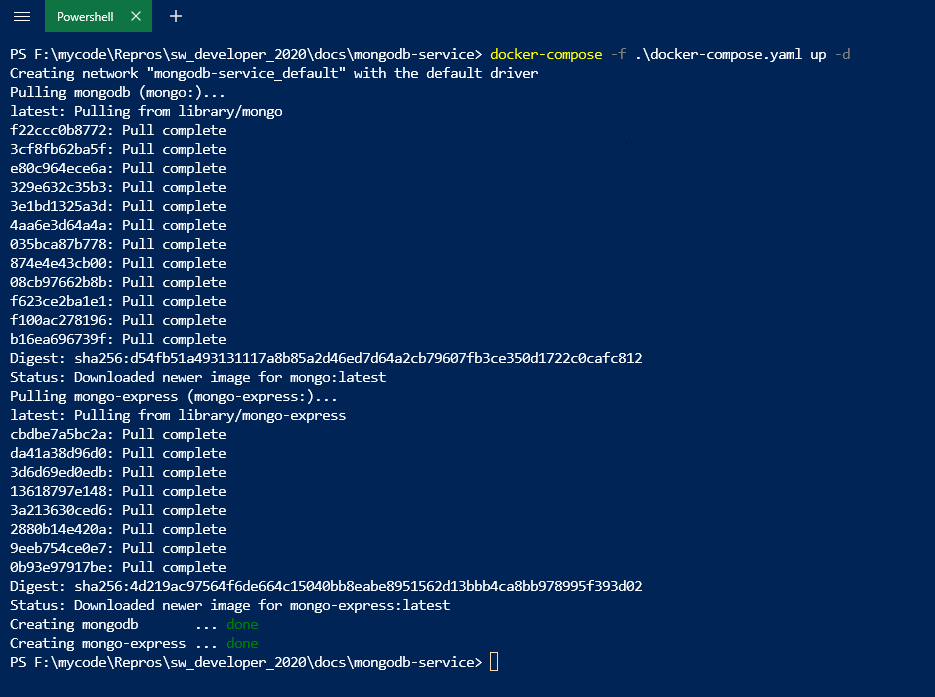 Powershell
PS F:\mycode\Repros\sw_developer_2020\docs\mongodb-service> docker-compose -f .\docker-compose.yaml up -d
Creating network "mongodb-service_default" with the default driver
Pulling mongodb (mongo:)...
latest: Pulling from library/mongo
f22ccc0b8772: Pull complete
3cf8fb62ba5f: Pull complete
e80c964ece6a: Pull complete
329e632c35b3: Pull complete
3e1bd1325a3d: Pull complete
4aa6e3d64a4a: Pull complete
035bca87b778: Pull complete
874e4e43cb00: Pull complete
08cb97662b8b: Pull complete
f623ce2ba1e1: Pull complete
f100ac278196: Pull complete
b16ea696739f: Pull complete
Digest: sha256:d54fb51a493131117a8b85a2d46ed7d64a2cb79607fb3ce350d1722c0cafc812
Status: Downloaded newer image for mongo:latest
Pulling mongo-express (mongo-express:)...
latest: Pulling from library/mongo-express
cbdbe7a5bc2a: Pull complete
da41a38d96d0: Pull complete
3d6d69ed0edb: Pull complete
13618797e148: Pull complete
3a213630ced6: Pull complete
2880b14e420a: Pull complete
9eeb754ce0e7: Pull complete
0b93e97917be: Pull complete
Digest: sha256:4d219ac97564f6de664c15040bb8eabe8951562d13bbb4ca8bb978995f393d02
Status: Downloaded newer image for mongo-express:latest
Creating mongodb       ... done
Creating mongo-express ... done
PS F:\mycode\Repros\sw_developer_2020\docs\mongodb-service>